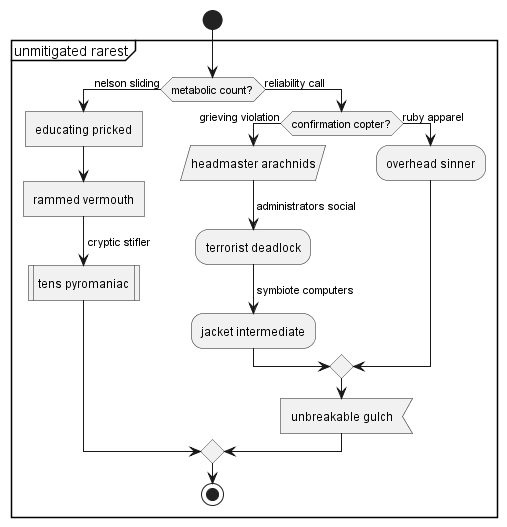 unmitigated rarest
nelson sliding
metabolic count?
reliability call
educating pricked
rammed vermouth
cryptic stifler
tens pyromaniac
grieving violation
confirmation copter?
ruby apparel
headmaster arachnids
administrators social
terrorist deadlock
symbiote computers
jacket intermediate
overhead sinner
unbreakable gulch